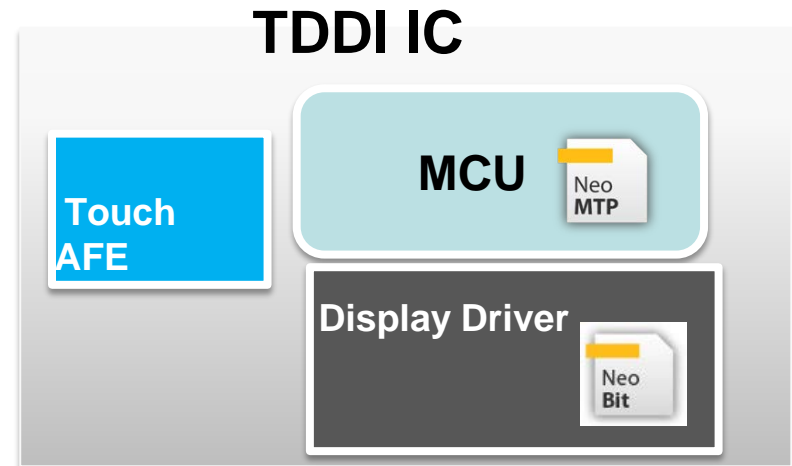 TDDI IC
MCU
Neo
MTP
Touch
AFE
Display Driver
Neo
Bit